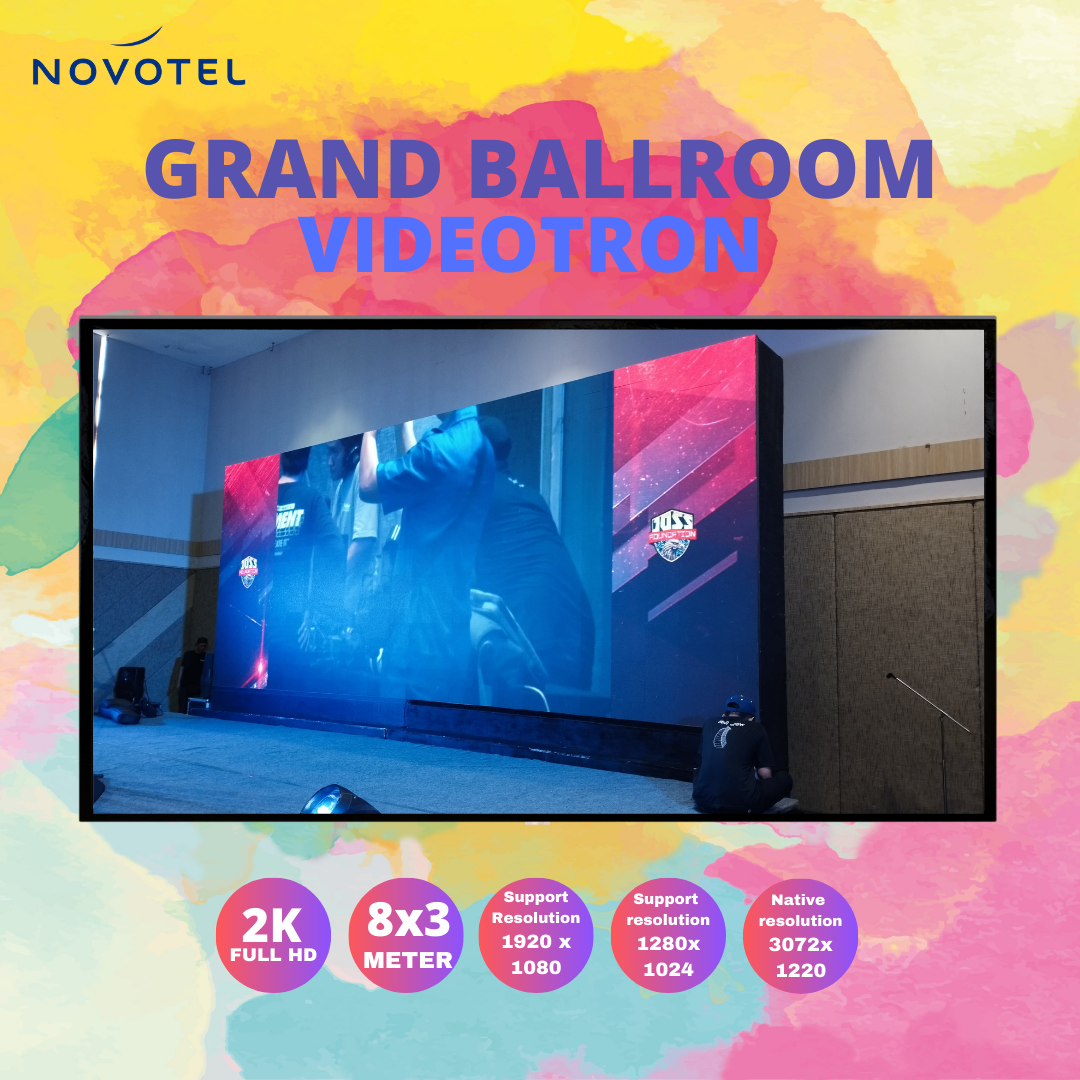 NOVOTEL
GRAND BALLROOM
VIDEOTRON
JOSS
FOUNDATION
JOSS
FOUNDATION
2K
FULL HD
8x3
METER
Support
Resolution
1920 x
1080
Support
resolution
1280x
1024
Native
resolution
3072x
1220